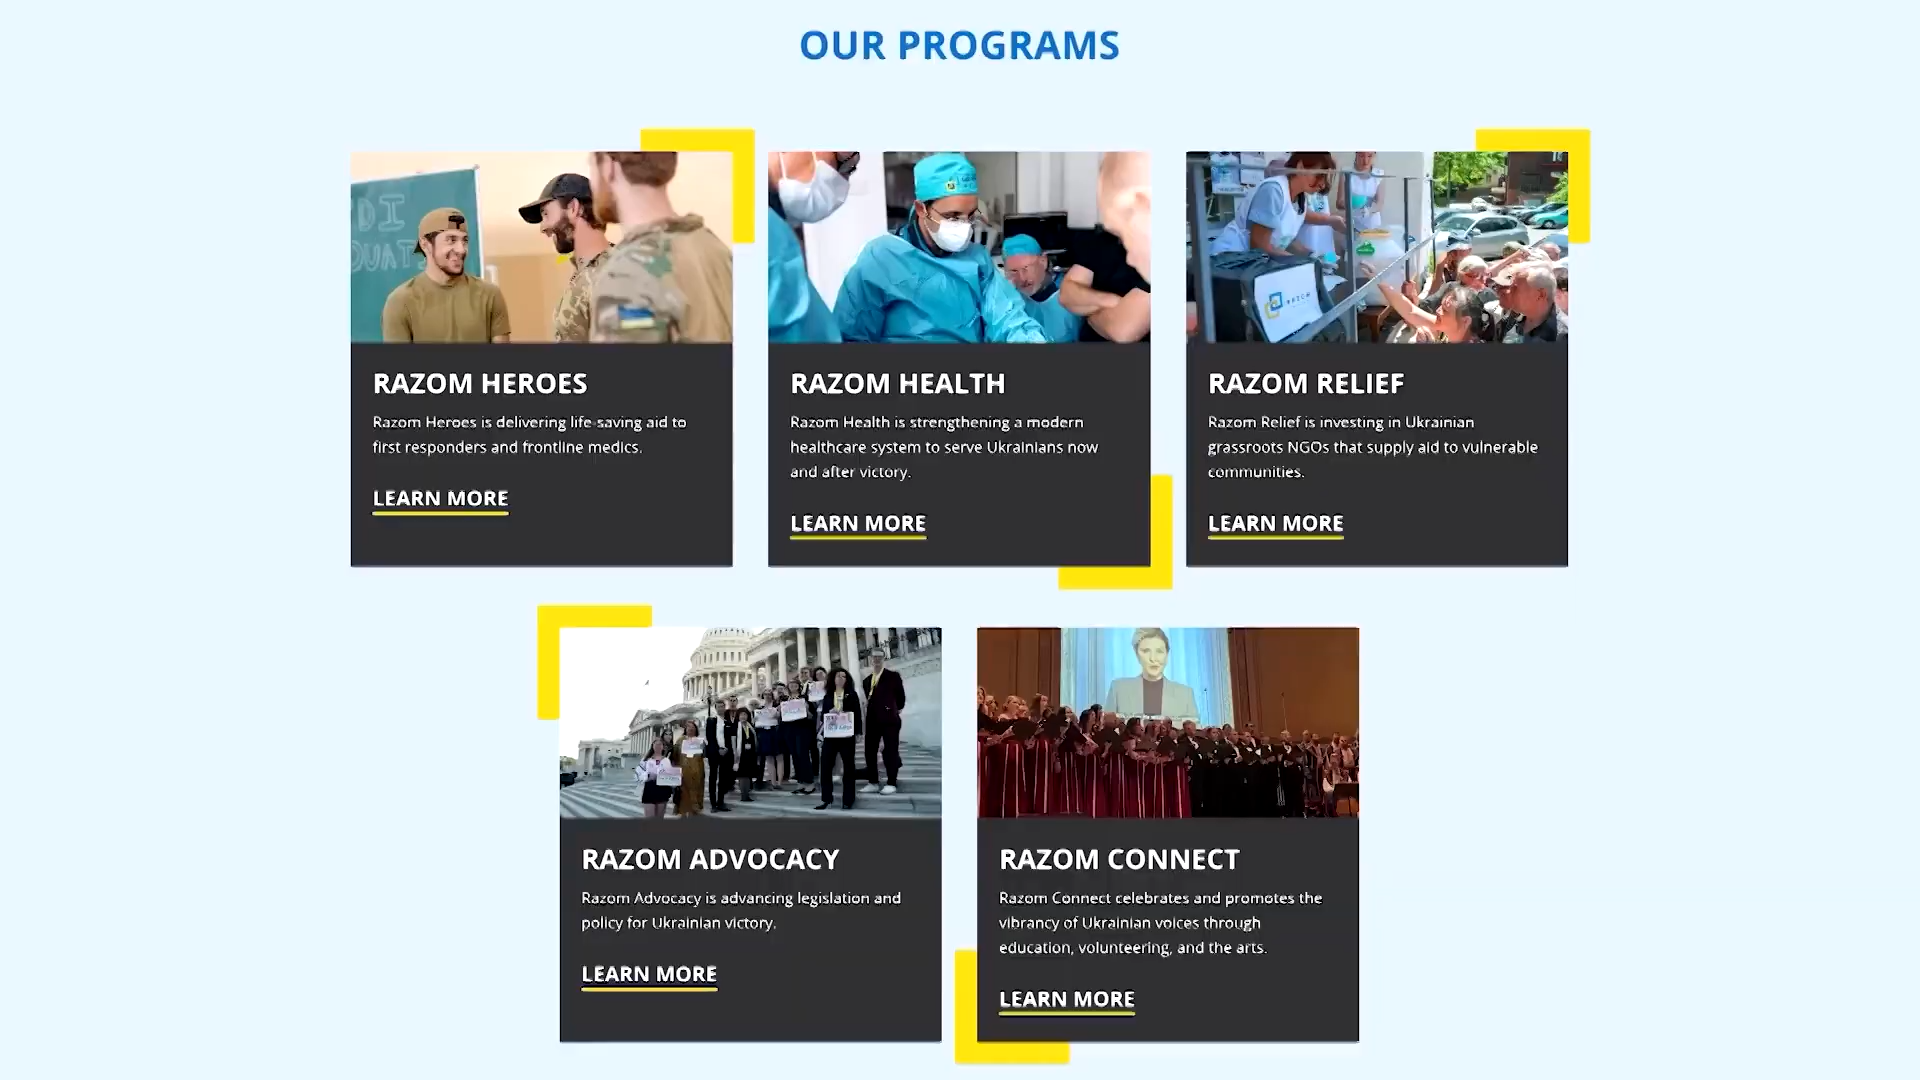 OUR PROGRAMS
RAZOM HEROES
Razom Heroes is delivering life-saving aid to
first responders and frontline medics.
LEARN MORE
RAZOM HEALTH
Razom Health is strengthening a modern
healthcare system to serve Ukrainians now
and after victory.
LEARN MORE
RAZOM RELIEF
Razom Relief is investing in Ukrainian
grassroots NGOs that supply aid to vulnerable
communities.
LEARN MORE
RAZOM ADVOCACY
Razom Advocacy is advancing legislation and
policy for Ukrainian victory.
LEARN MORE
RAZOM CONNECT
Razom Connect celebrates and promotes the
vibrancy of Ukrainian voices through
education, volunteering, and the arts.
LEARN MORE